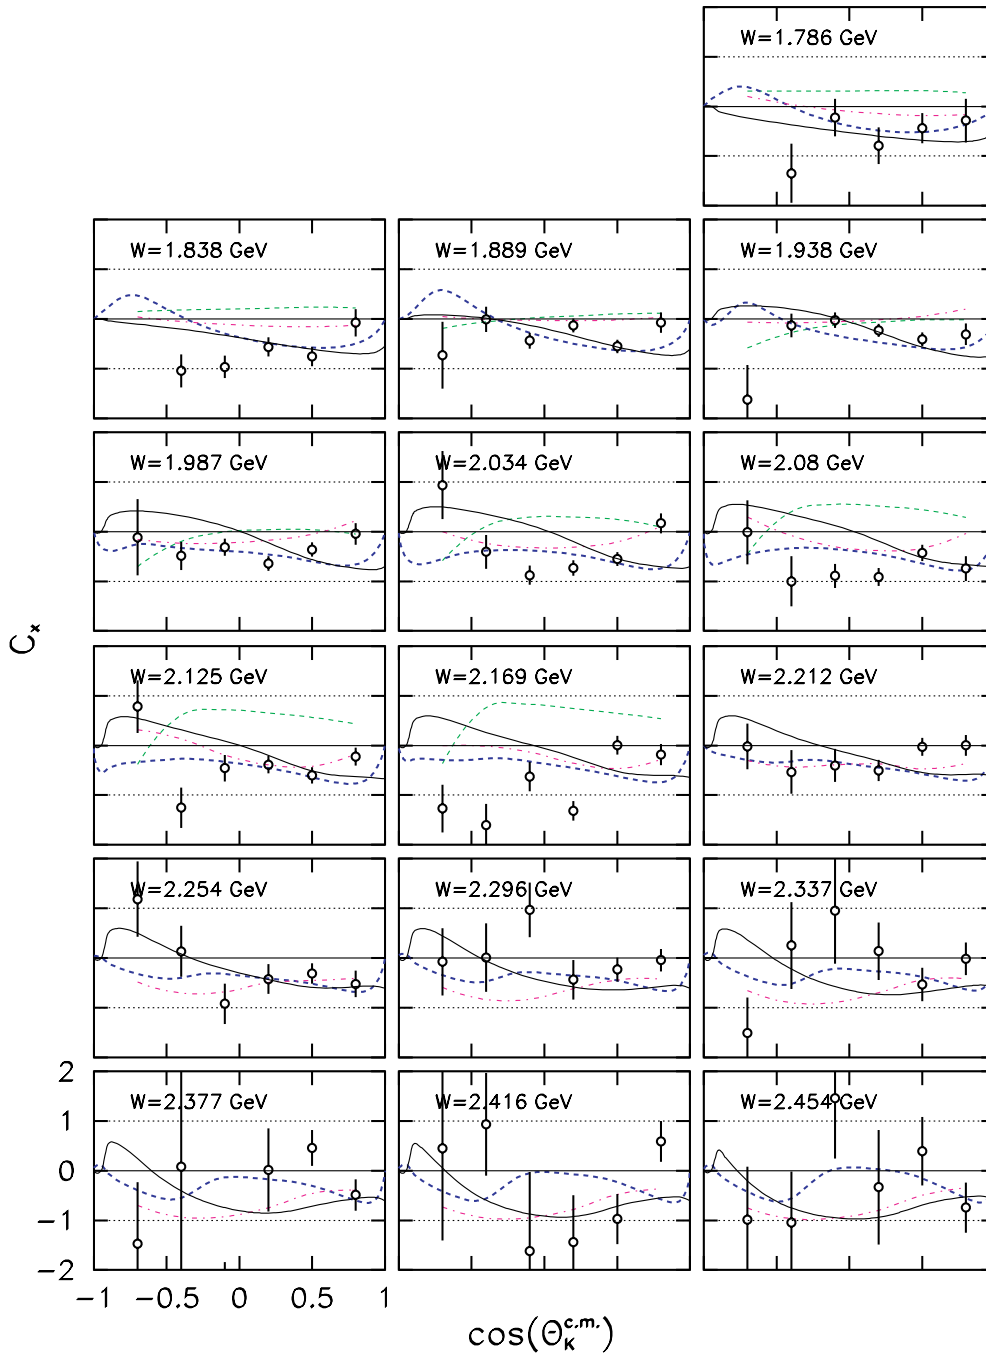 W=1.786 GeV
W=1.838 GeV
W=1.889 GeV
W=1.938 GeV
W=1.987 GeV
W=2.034 GeV
W=2.08 GeV
W=2.125 GeV
W=2.169 GeV
W=2.212 GeV
W=2.254 GeV
W=2.296 GeV
W=2.337 GeV
W=2.377 GeV
W=2.416 GeV
W=2.454 GeV
C_x
2
1
0
−1
−2
−1 −0.5 0 0.5 1
cos(Θ_K^{c.m.})